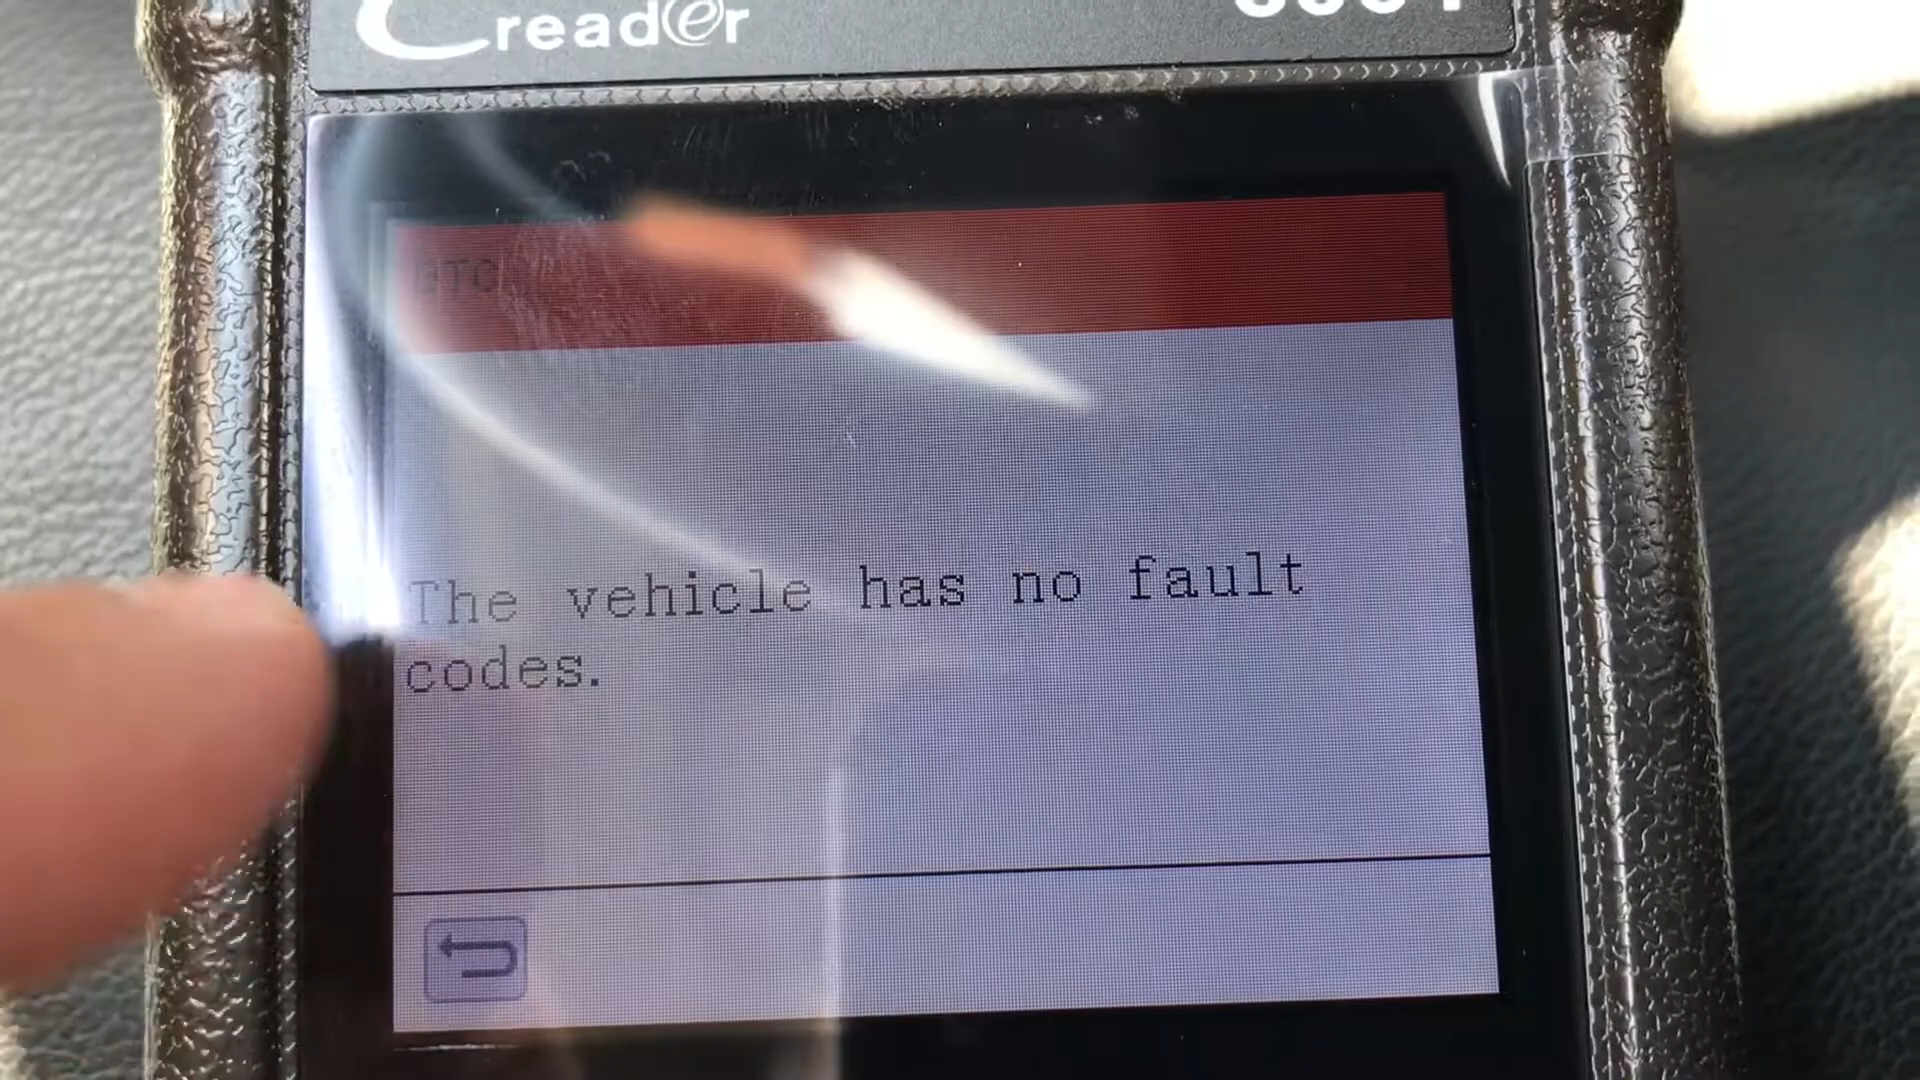 Creader
DTC
The vehicle has no fault
codes.